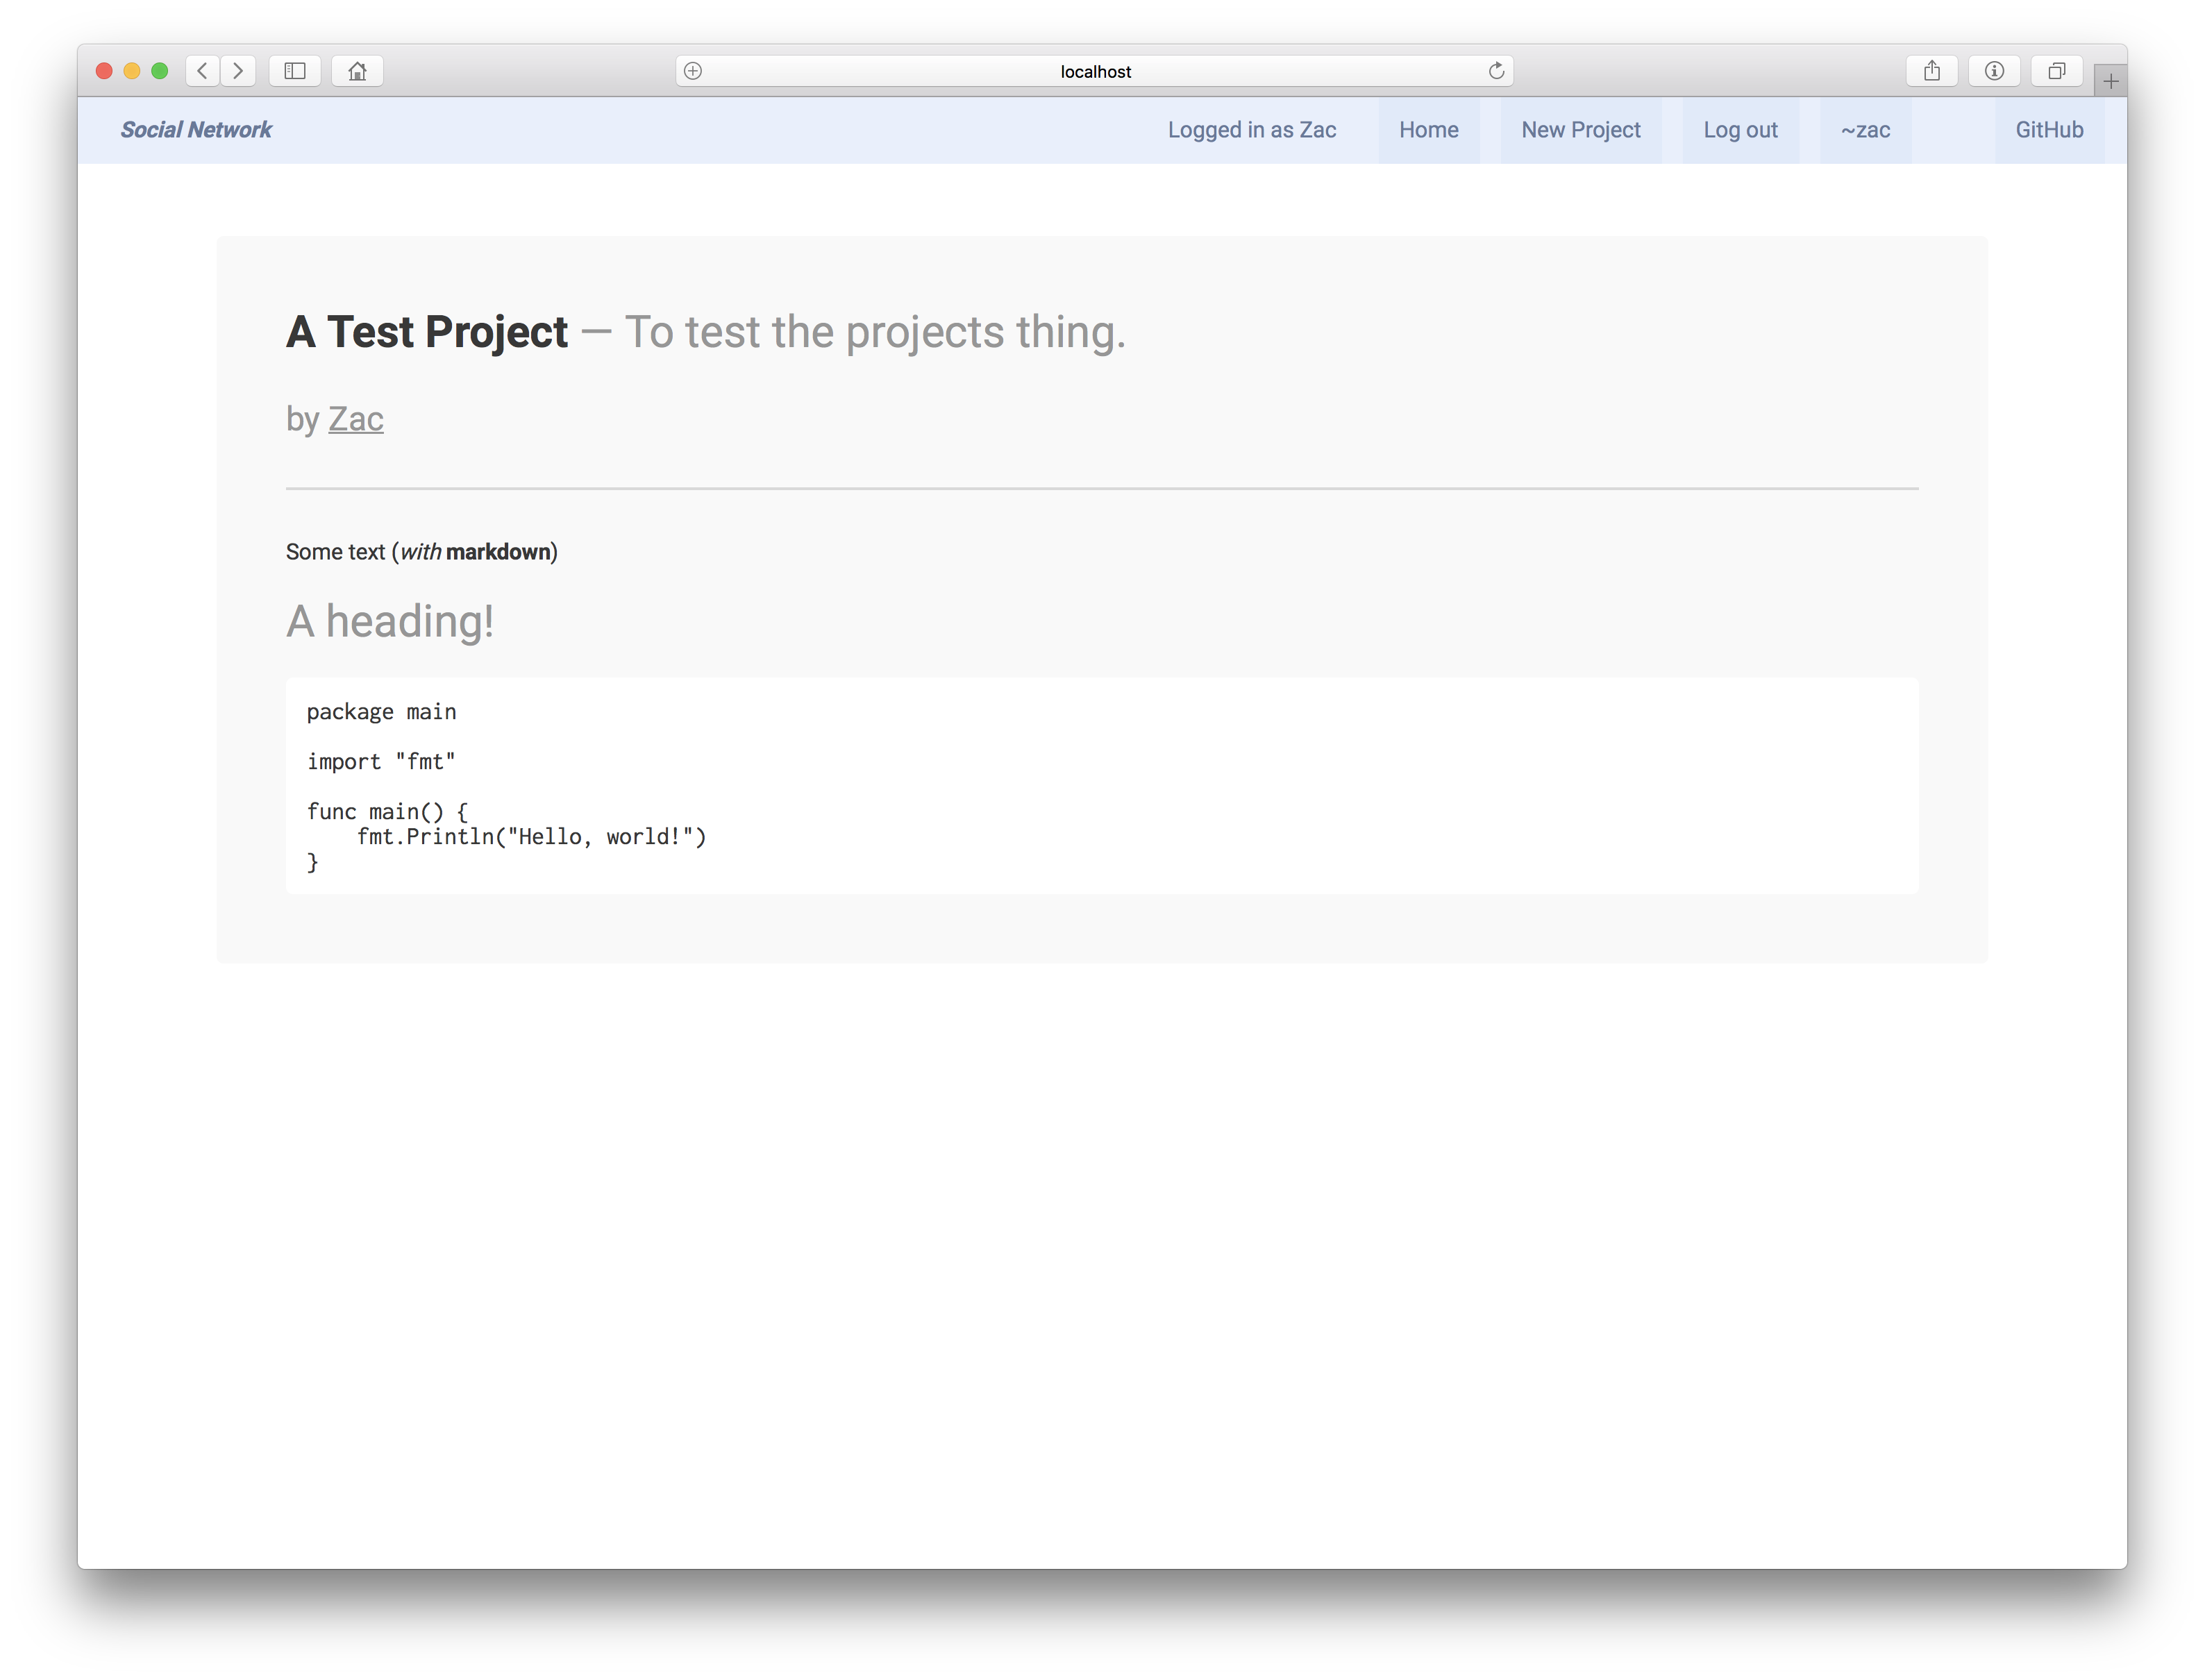 localhost
Social Network Logged in as Zac Home New Project Log out ~zac GitHub
A Test Project — To test the projects thing.
by Zac
Some text (with markdown)
A heading!
package main
import "fmt"
func main() {
    fmt.Println("Hello, world!")
}